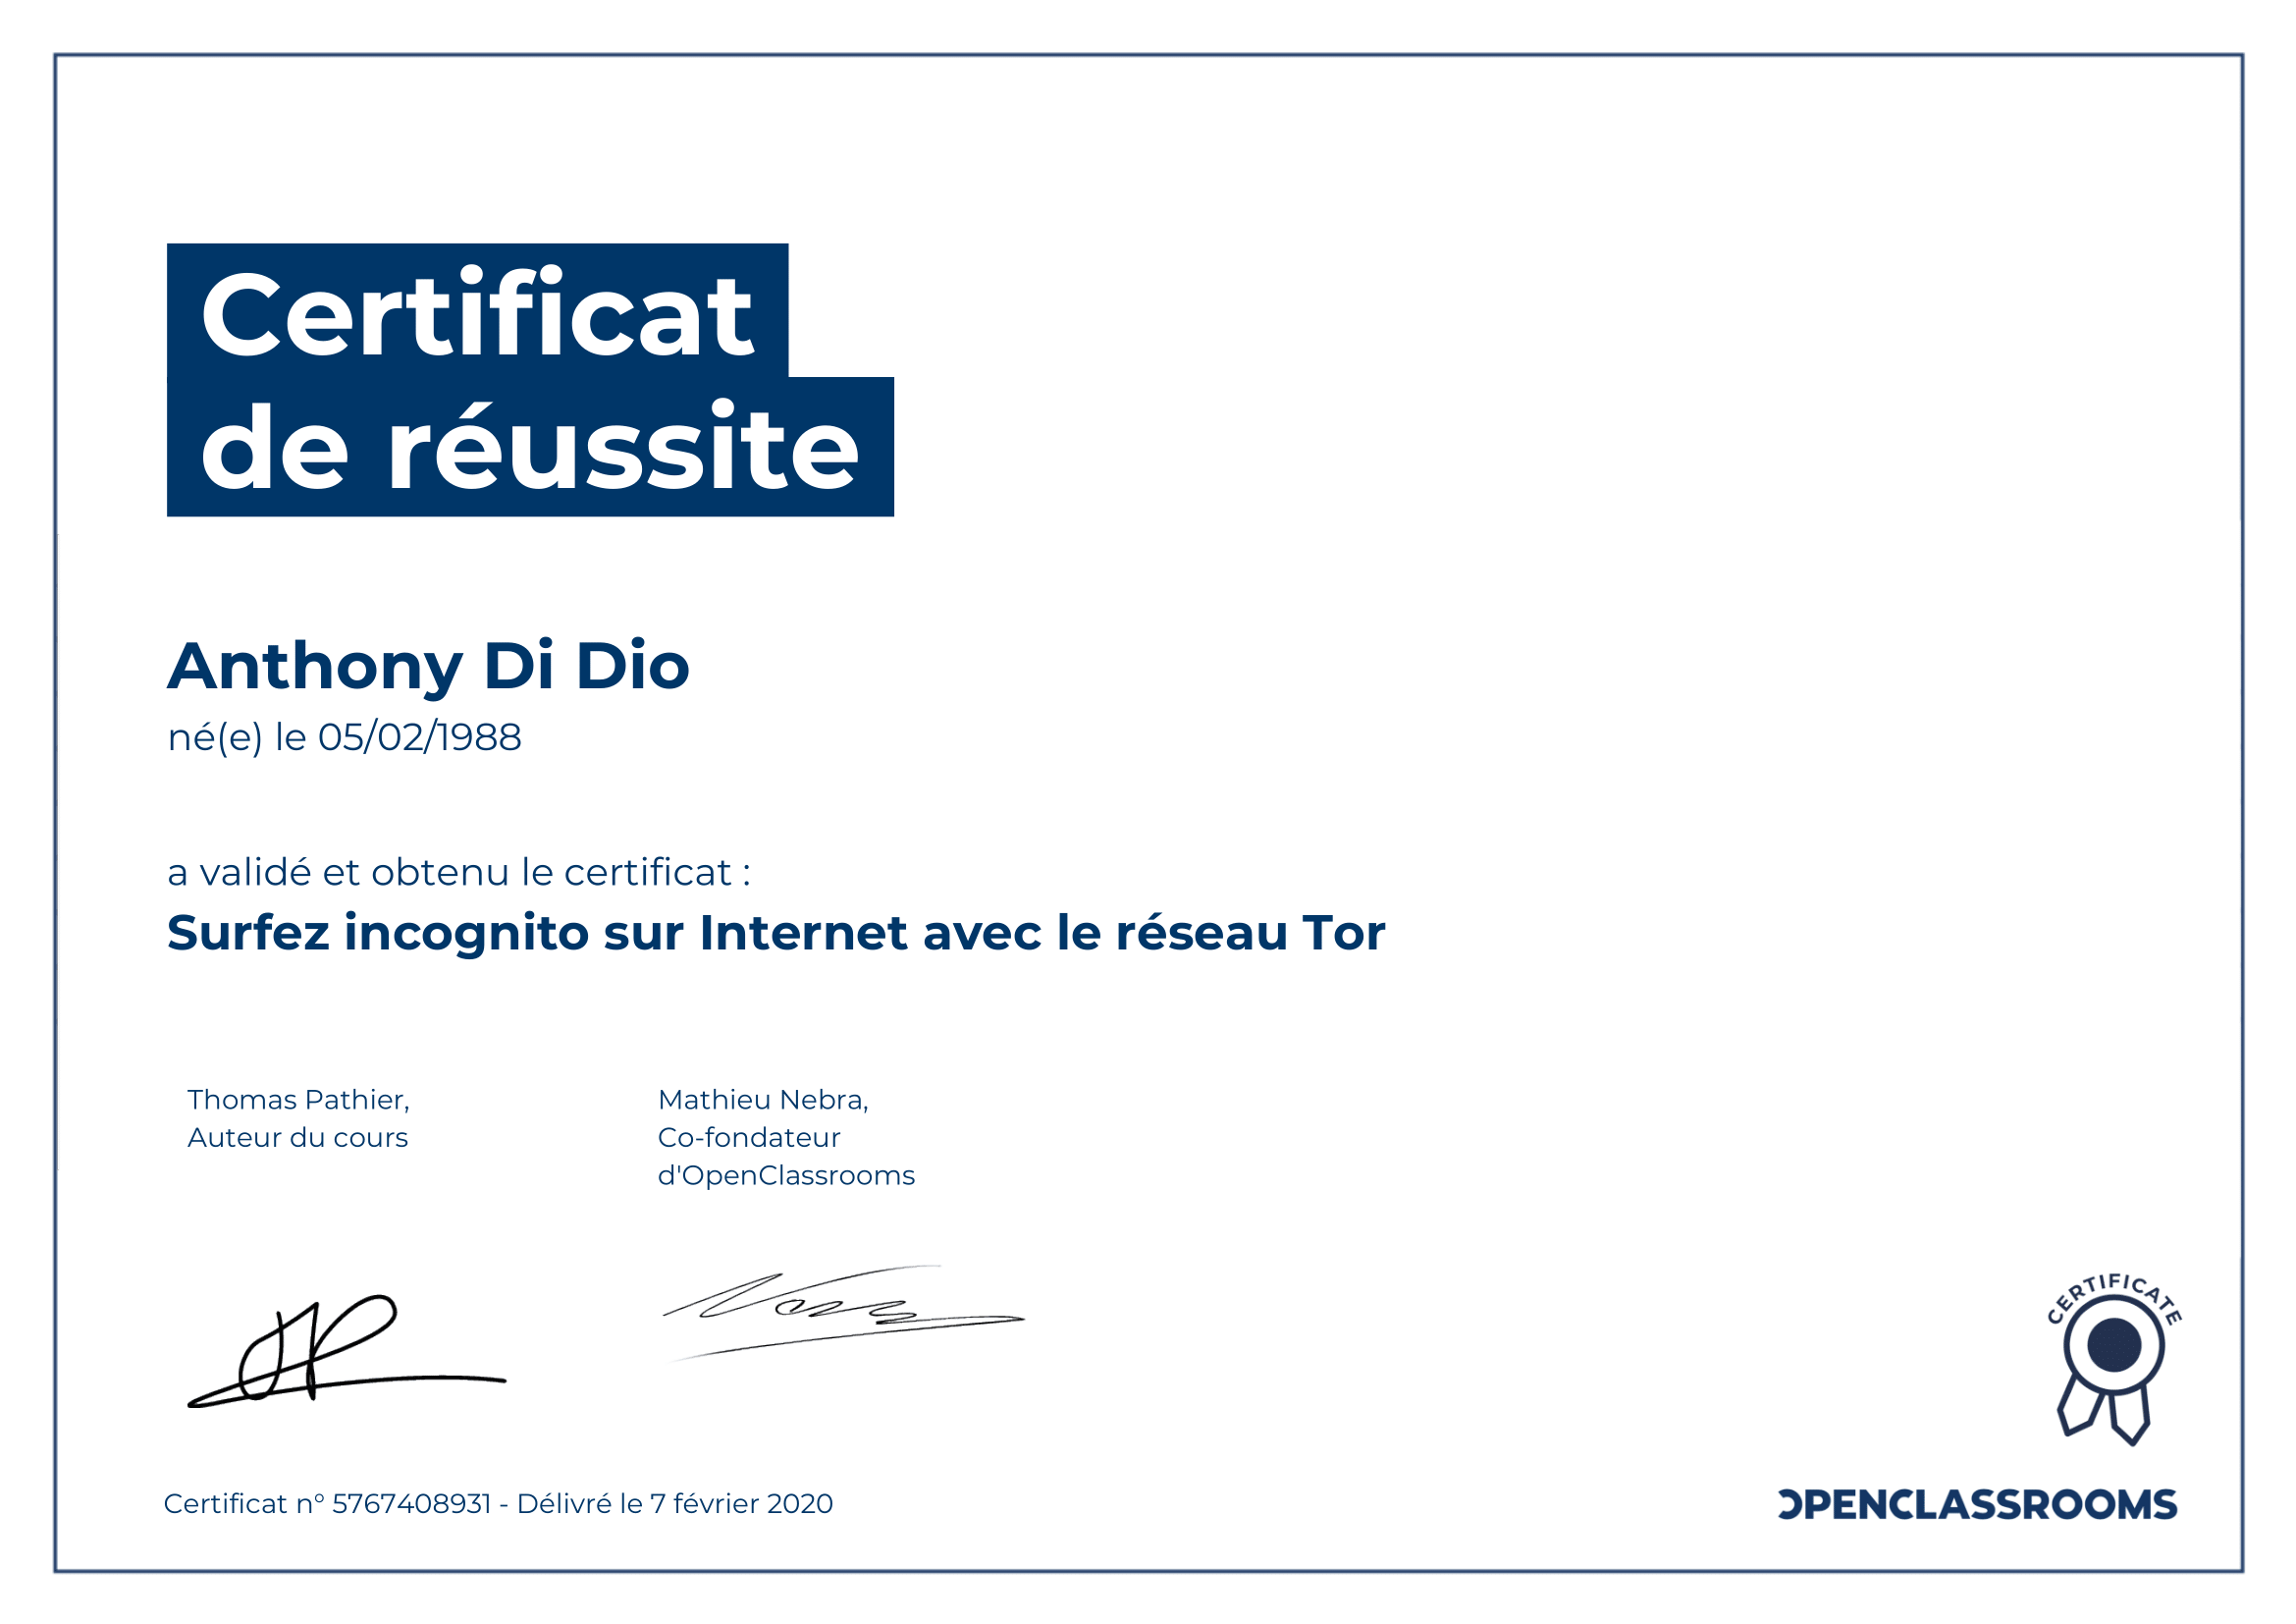 Certificat
de réussite
Anthony Di Dio
né(e) le 05/02/1988
a validé et obtenu le certificat :
Surfez incognito sur Internet avec le réseau Tor
Thomas Pathier,
Auteur du cours
Mathieu Nebra,
Co-fondateur
d'OpenClassrooms
CERTIFICATE
Certificat n° 5767408931 - Délivré le 7 février 2020
OPENCLASSROOMS